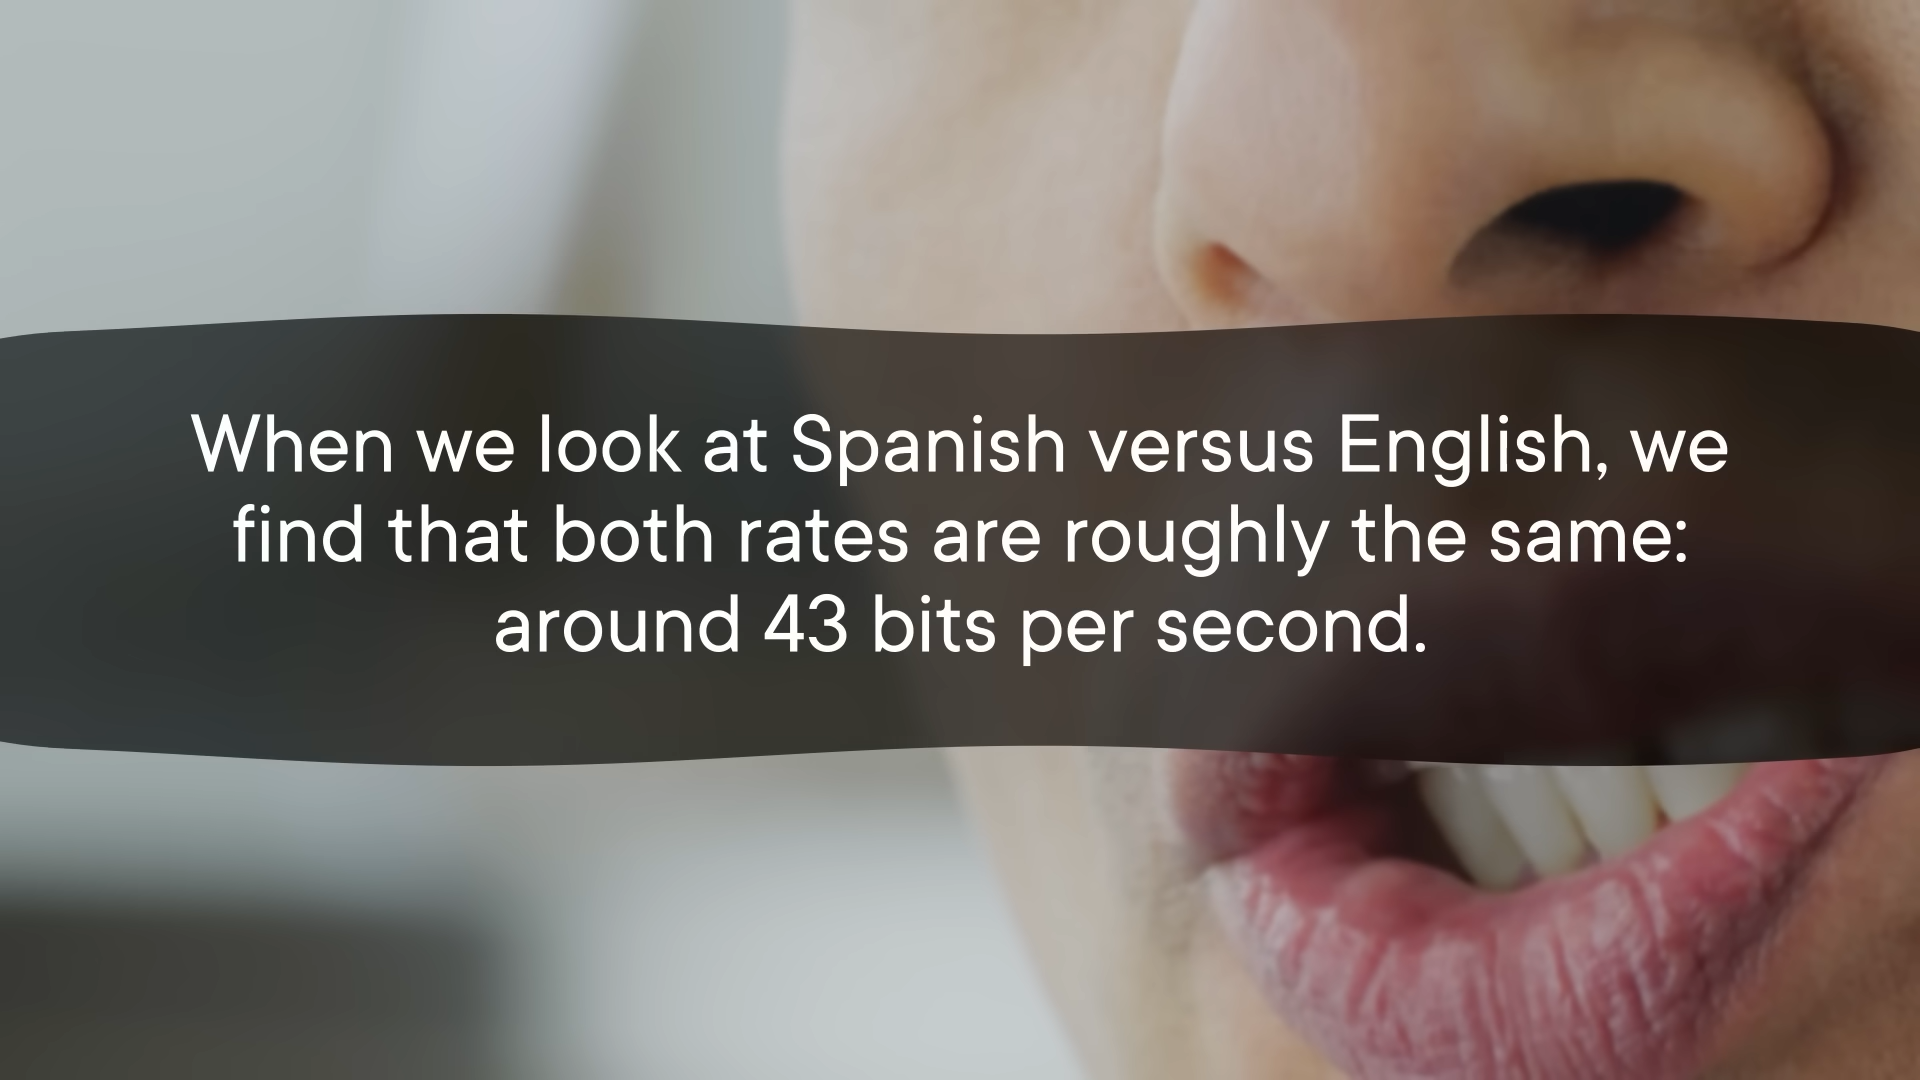 When we look at Spanish versus English, we
find that both rates are roughly the same:
around 43 bits per second.